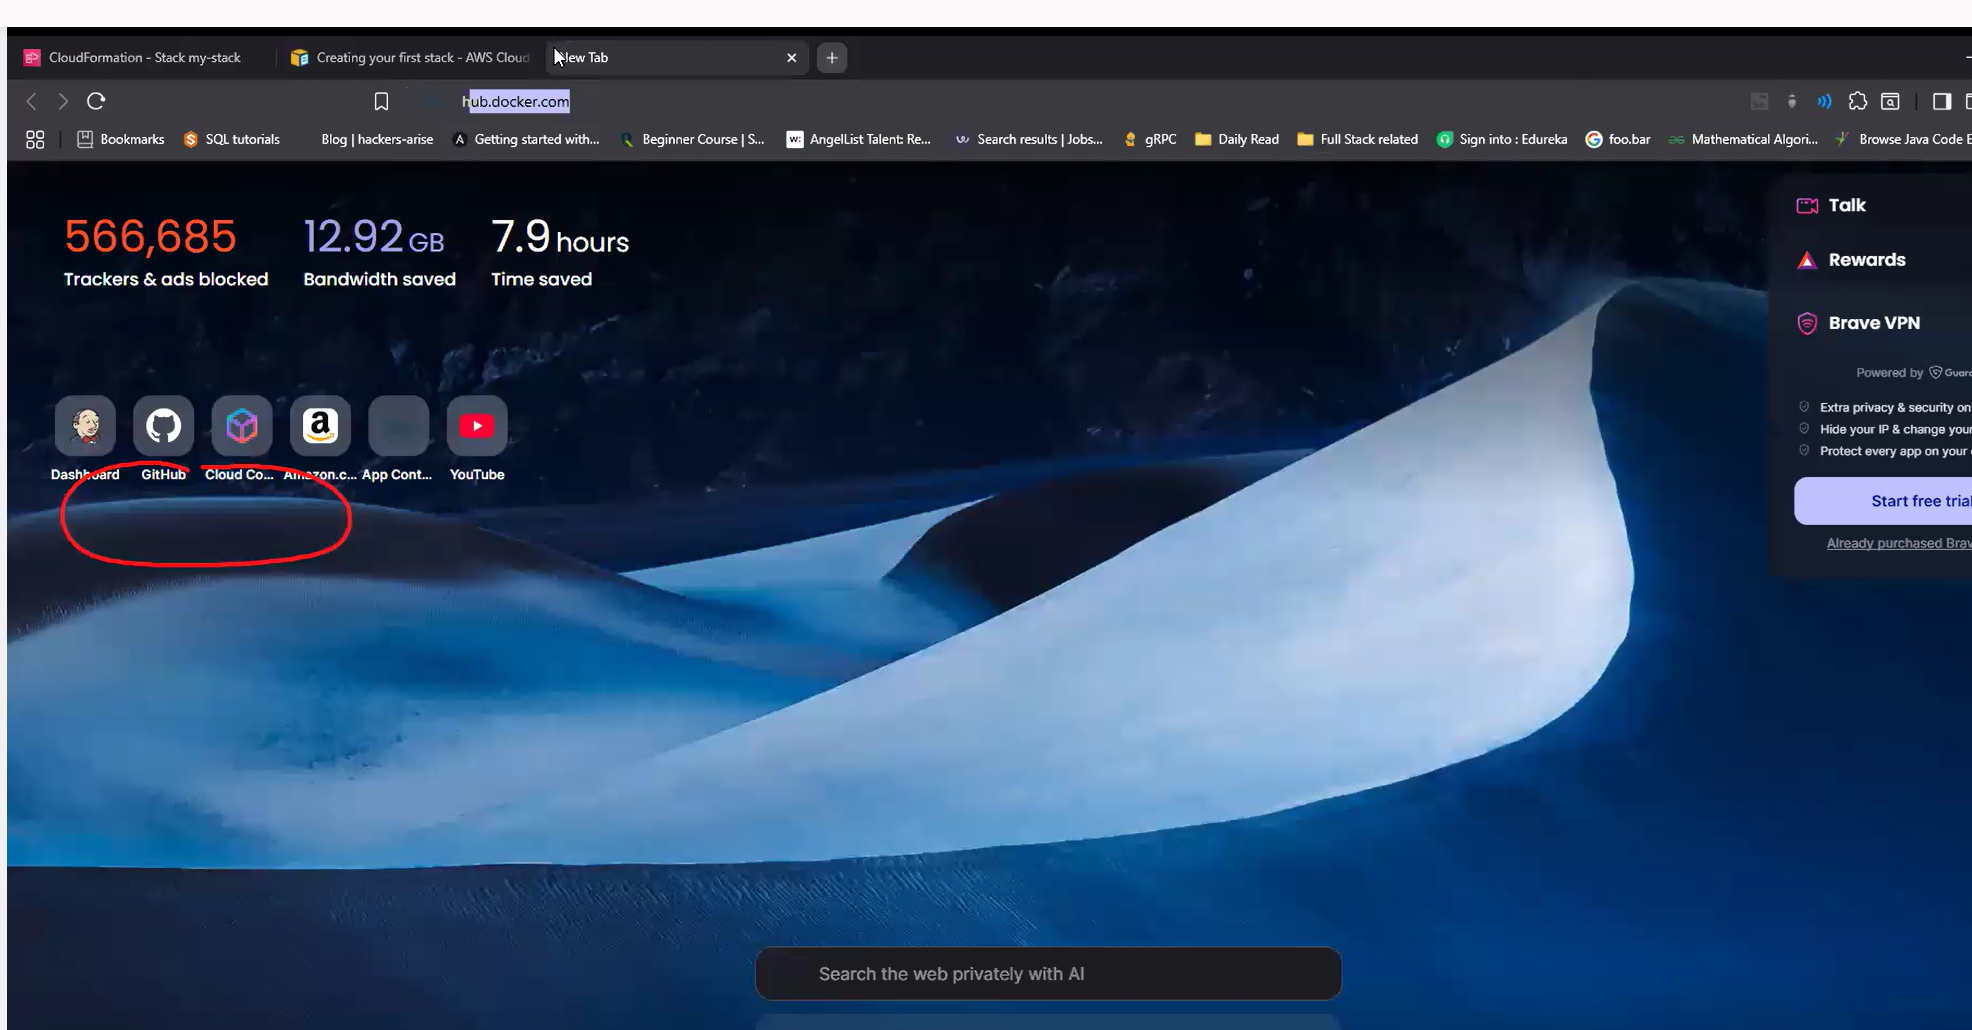 CloudFormation - Stack my-stack
Creating your first stack - AWS Cloud
New Tab
hub.docker.com
Bookmarks
SQL tutorials
Blog | hackers-arise
Getting started with...
Beginner Course | S...
AngelList Talent: Re...
Search results | Jobs...
gRPC
Daily Read
Full Stack related
Sign into : Edureka
foo.bar
Mathematical Algori...
Browse Java Code E
566,685
Trackers & ads blocked
12.92 GB
Bandwidth saved
7.9 hours
Time saved
Dashboard
GitHub
Cloud Co...
Amazon.c...
App Cont...
YouTube
Talk
Rewards
Brave VPN
Powered by Guard
Extra privacy & security on
Hide your IP & change your
Protect every app on your
Start free trial
Already purchased Brav
Search the web privately with AI